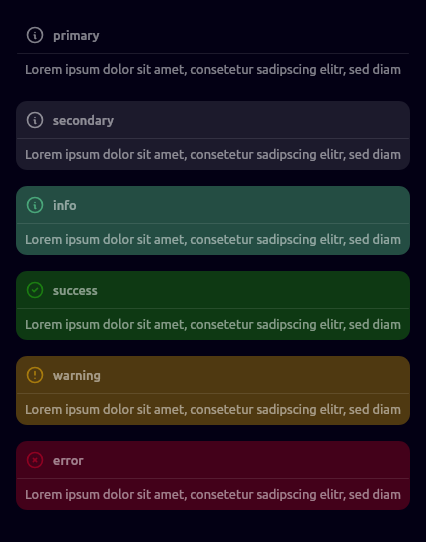 primary
Lorem ipsum dolor sit amet, consetetur sadipscing elitr, sed diam
secondary
Lorem ipsum dolor sit amet, consetetur sadipscing elitr, sed diam
info
Lorem ipsum dolor sit amet, consetetur sadipscing elitr, sed diam
success
Lorem ipsum dolor sit amet, consetetur sadipscing elitr, sed diam
warning
Lorem ipsum dolor sit amet, consetetur sadipscing elitr, sed diam
error
Lorem ipsum dolor sit amet, consetetur sadipscing elitr, sed diam